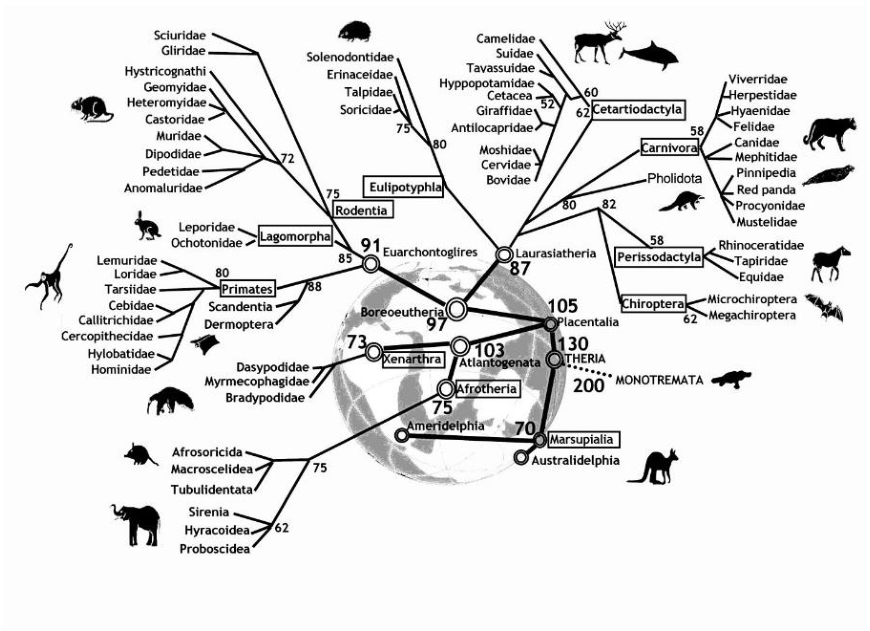 Sciuridae
Gliridae
Hystricognathi
Geomyidae
Heteromyidae
Castoridae
Muridae
Dipodidae
Pedetidae
Anomaluridae
72
75
Rodentia
Leporidae
Ochotonidae
Lagomorpha
85
91
Euarchontoglires
Lemuridae
Loridae
Tarsiidae
Cebidae
Callitrichidae
Cercopithecidae
Hylobatidae
Hominidae
80
Primates
88
Scandentia
Dermoptera
Solenodontidae
Erinaceidae
Talpidae
Soricidae
75
80
Eulipotyphla
Camelidae
Suidae
Tavassuidae
Hyppopotamidae
Cetacea
Giraffidae
Antilocapridae
Moshidae
Cervidae
Bovidae
52
60
62
Cetartiodactyla
Viverridae
Herpestidae
Hyaenidae
Felidae
Canidae
Mephitidae
Pinnipedia
Red panda
Procyonidae
Mustelidae
58
Carnivora
Pholidota
80
82
58
Perissodactyla
Rhinoceratidae
Tapiridae
Equidae
Chiroptera
62
Microchiroptera
Megachiroptera
Laurasiatheria
87
Boreoeutheria
97
105
Placentalia
130
THERIA
200
MONOTREMATA
73
Xenarthra
103
Atlantogenata
Dasypodidae
Myrmecophagidae
Bradypodidae
Afrotheria
75
Ameridelphia
70
Marsupialia
Australidelphia
Afrosoricida
Macroscelidea
Tubulidentata
75
Sirenia
Hyracoidea
Proboscidea
62